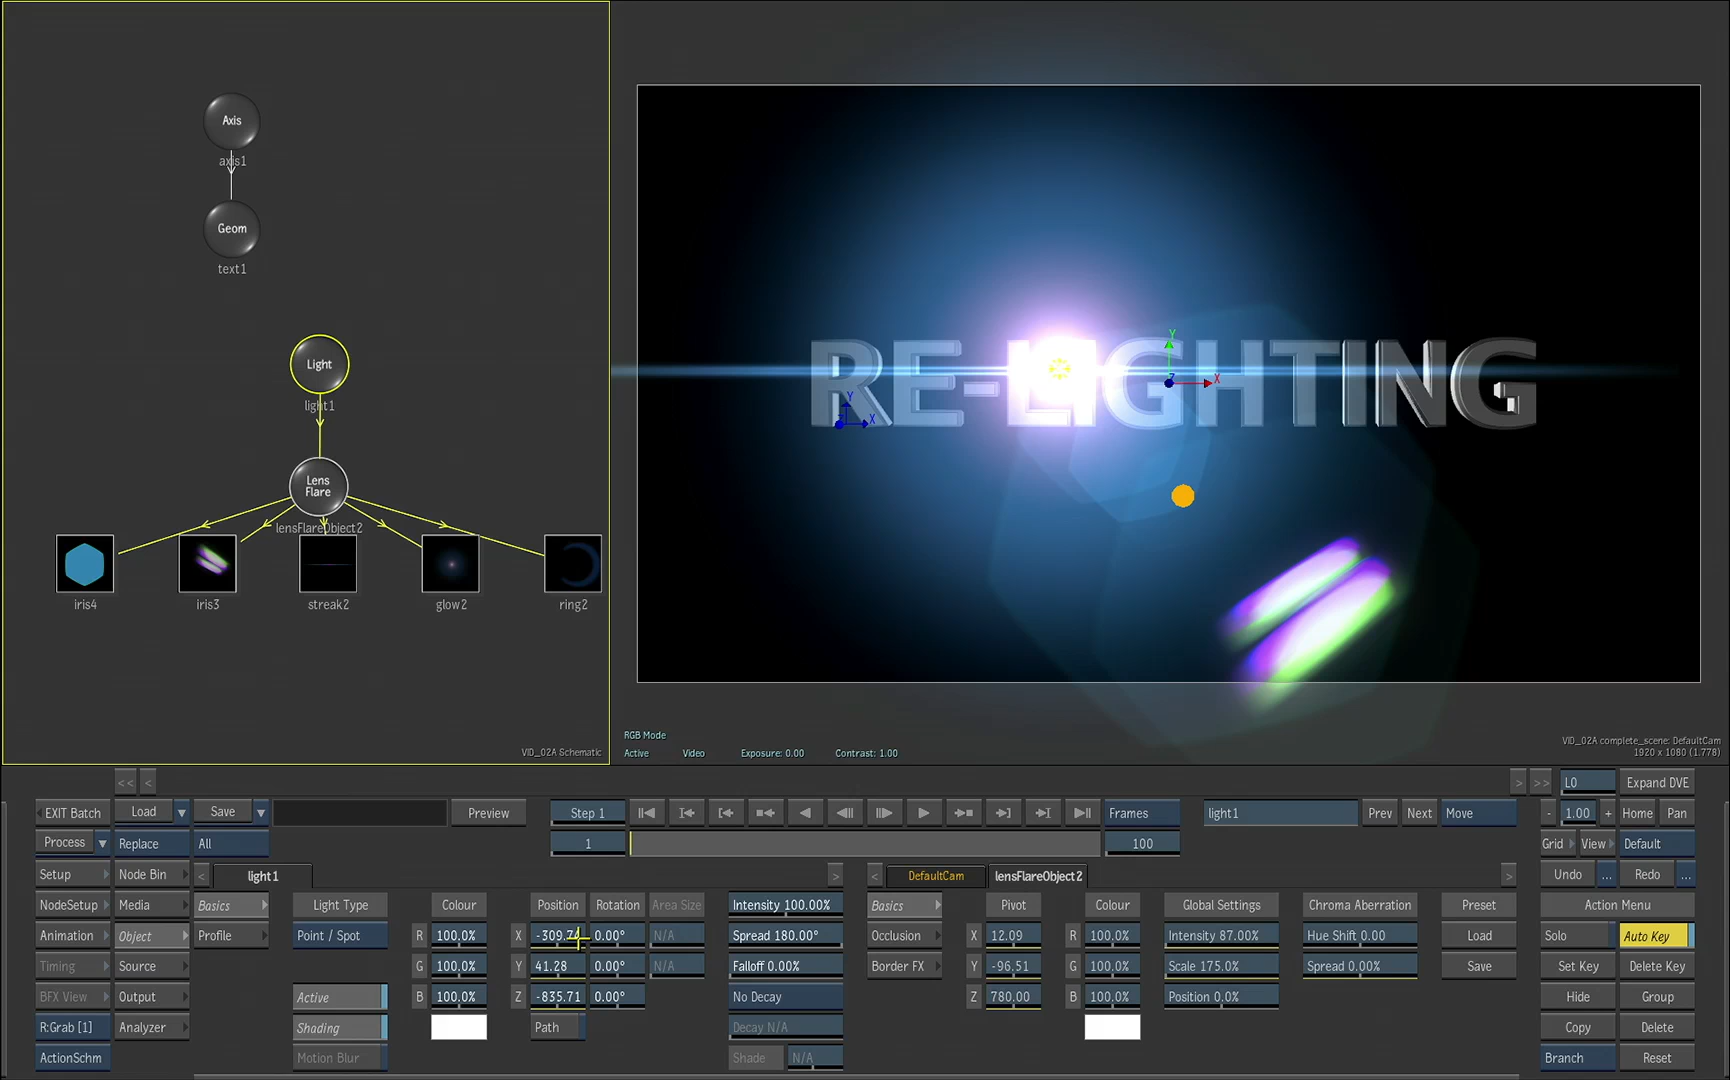 Axis
axis1
Geom
text1
Light
light1
Lens
Flare
lensFlareObject2
iris4
iris3
streak2
glow2
ring2
VID_02A Schematic
RE-LIGHTING
Y
X
Z
Y
X
RGB Mode
Active Video Exposure: 0.00 Contrast: 1.00
VID_02A complete_scene: DefaultCam
1920 x 1080 (1.778)
<< <
> >> L0 Expand DVE
EXIT Batch Load Save Preview Step 1 Frames light1 Prev Next Move - 1.00 + Home Pan
Process Replace All 1 100 Grid View Default
Setup Node Bin < light1 > < DefaultCam lensFlareObject2 > Undo ... Redo ...
NodeSetup Media Basics Light Type Colour Position Rotation Area Size Intensity 100.00% Basics Pivot Colour Global Settings Chroma Aberration Preset Action Menu
Animation Object Profile Point / Spot R 100.0% X -309.7 0.00° N/A Spread 180.00° Occlusion X 12.09 R 100.0% Intensity 87.00% Hue Shift 0.00 Load Solo Auto Key
Timing Source G 100.0% Y 41.28 0.00° N/A Falloff 0.00% Border FX Y -96.51 G 100.0% Scale 175.0% Spread 0.00% Save Set Key Delete Key
BFX View Output Active B 100.0% Z -835.71 0.00° No Decay Z 780.00 B 100.0% Position 0.0% Hide Group
R:Grab [1] Analyzer Shading Path Decay N/A Copy Delete
ActionSchm Motion Blur Shade N/A Branch Reset